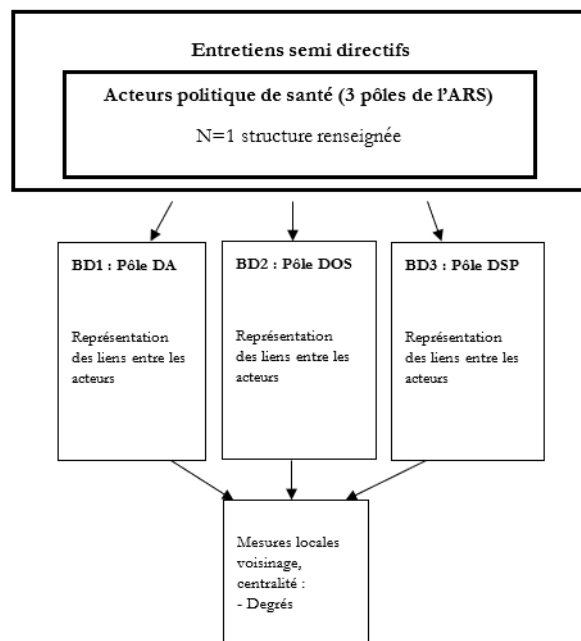 Entretiens semi directifs
Acteurs politique de santé (3 pôles de l'ARS)
N=1 structure renseignée
BD1 : Pôle DA
Représentation
des liens entre les
acteurs
BD2 : Pôle DOS
Représentation
des liens entre les
acteurs
BD3 : Pôle DSP
Représentation
des liens entre les
acteurs
Mesures locales
voisinage,
centralité :
- Degrés